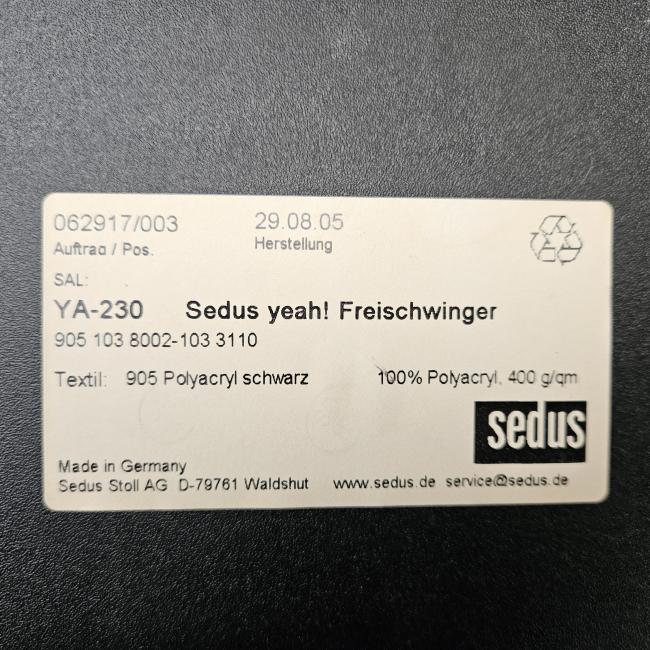 062917/003 29.08.05
Auftrag / Pos. Herstellung
SAL:
YA-230 Sedus yeah! Freischwinger
905 103 8002-103 3110
Textil: 905 Polyacryl schwarz 100% Polyacryl, 400 g/qm
sedus
Made in Germany
Sedus Stoll AG D-79761 Waldshut www.sedus.de service@sedus.de